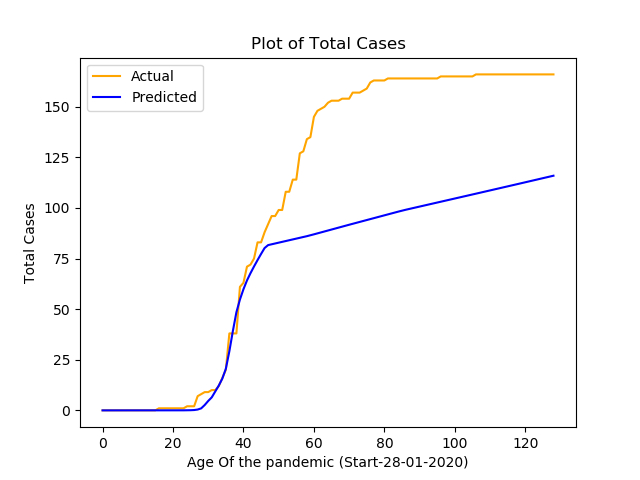 Plot of Total Cases
Actual
Predicted
150
125
100
75
50
25
0
Total Cases
0 20 40 60 80 100 120
Age Of the pandemic (Start-28-01-2020)